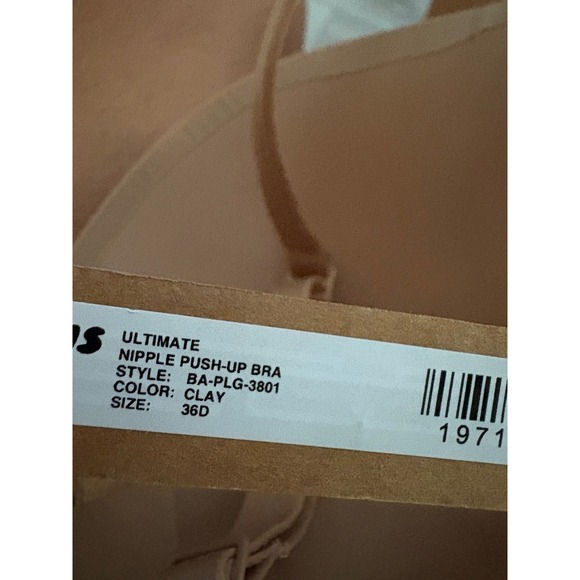 ULTIMATE
NIPPLE PUSH-UP BRA
STYLE: BA-PLG-3801
COLOR: CLAY
SIZE: 36D
1971